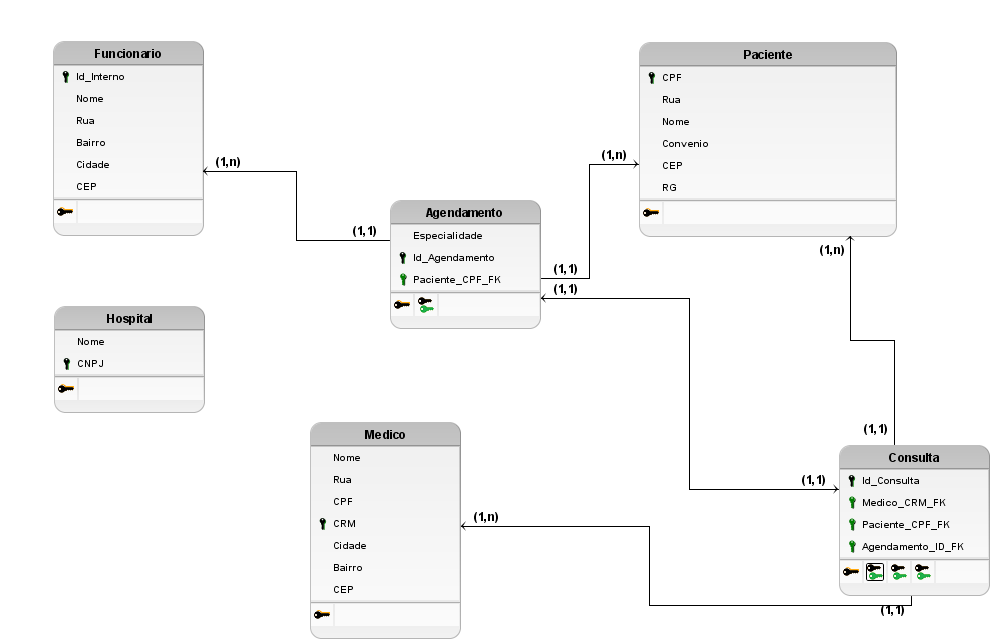 Funcionario
Id_Interno
Nome
Rua
Bairro
Cidade
CEP
(1,n)
(1,1)
Paciente
CPF
Rua
Nome
Convenio
CEP
RG
(1,n)
(1,n)
Agendamento
Especialidade
Id_Agendamento
Paciente_CPF_FK
(1,1)
(1,1)
Hospital
Nome
CNPJ
Medico
Nome
Rua
CPF
CRM
Cidade
Bairro
CEP
(1,n)
(1,1)
(1,1)
Consulta
Id_Consulta
Medico_CRM_FK
Paciente_CPF_FK
Agendamento_ID_FK
(1,1)